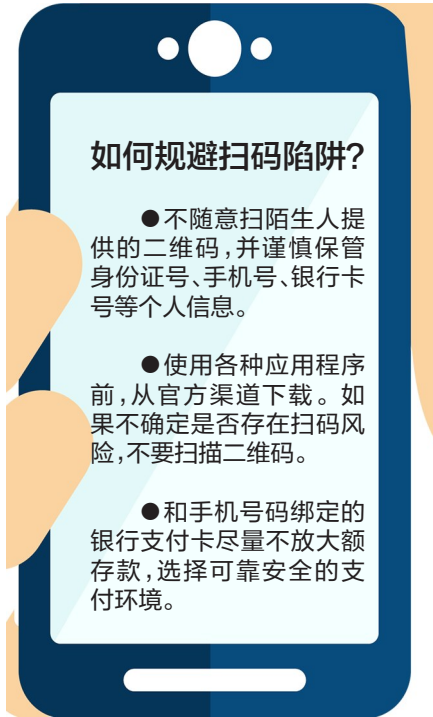 如何规避扫码陷阱?
●不随意扫陌生人提
供的二维码,并谨慎保管
身份证号、手机号、银行卡
号等个人信息。
●使用各种应用程序
前,从官方渠道下载。如
果不确定是否存在扫码风
险,不要扫描二维码。
●和手机号码绑定的
银行支付卡尽量不放大额
存款,选择可靠安全的支
付环境。